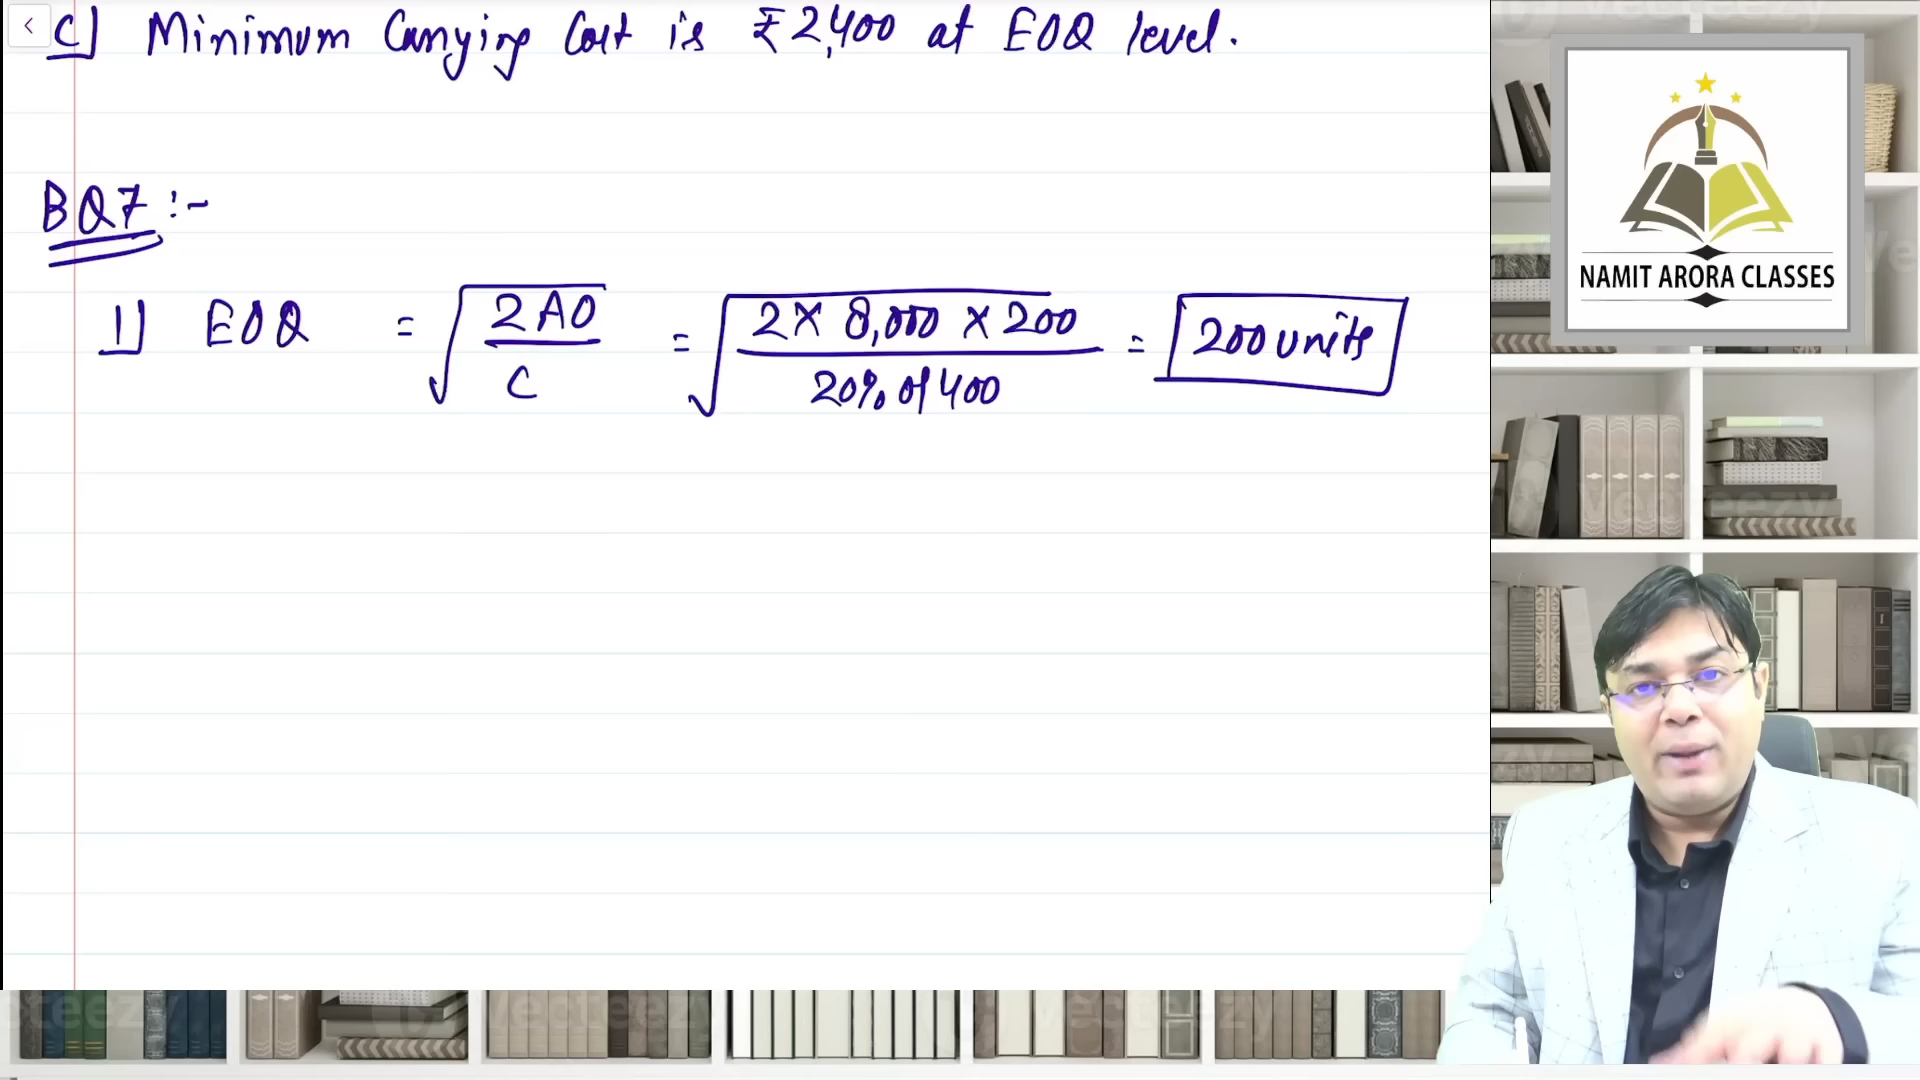 C] Minimum Carrying Cost is ₹2,400 at EOQ level.
BQ7 :-
1] EOQ = √(2AO / C) = √(2 × 8,000 × 200 / 20% of 400) = 200 units
NAMIT ARORA CLASSES
Vecteezy